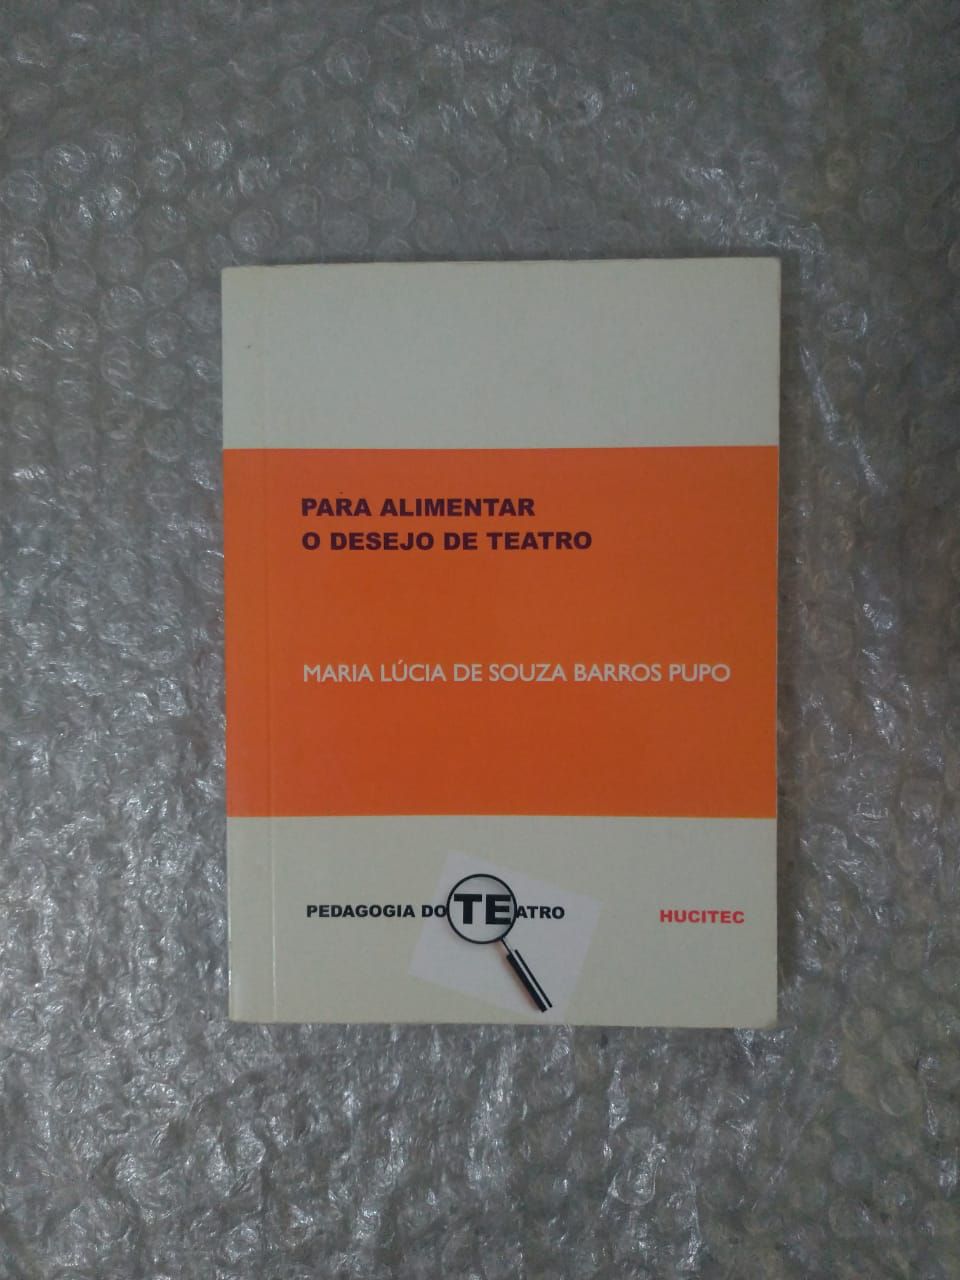 PARA ALIMENTAR
O DESEJO DE TEATRO
MARIA LÚCIA DE SOUZA BARROS PUPO
PEDAGOGIA DO TEATRO
HUCITEC